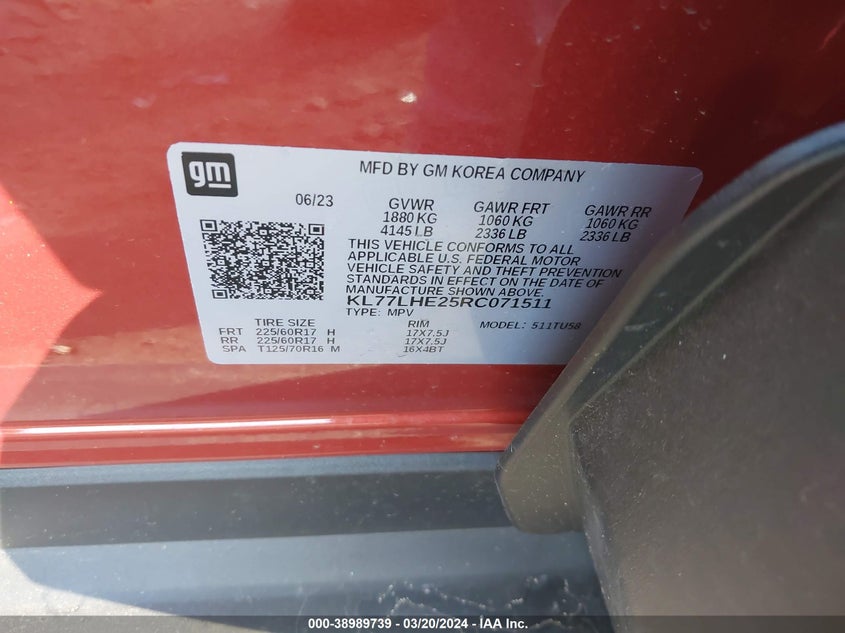 gm
MFD BY GM KOREA COMPANY
06/23
GVWR GAWR FRT GAWR RR
1880 KG 1060 KG 1060 KG
4145 LB 2336 LB 2336 LB
THIS VEHICLE CONFORMS TO ALL
APPLICABLE U.S. FEDERAL MOTOR
VEHICLE SAFETY AND THEFT PREVENTION
STANDARDS IN EFFECT ON THE DATE OF
MANUFACTURE SHOWN ABOVE.
KL77LHE25RC071511
TYPE: MPV MODEL: 511TU58
TIRE SIZE RIM
FRT 225/60R17 H 17X7.5J
RR 225/60R17 H 17X7.5J
SPA T125/70R16 M 16X4BT
000-38989739 - 03/20/2024 - © IAA Inc.